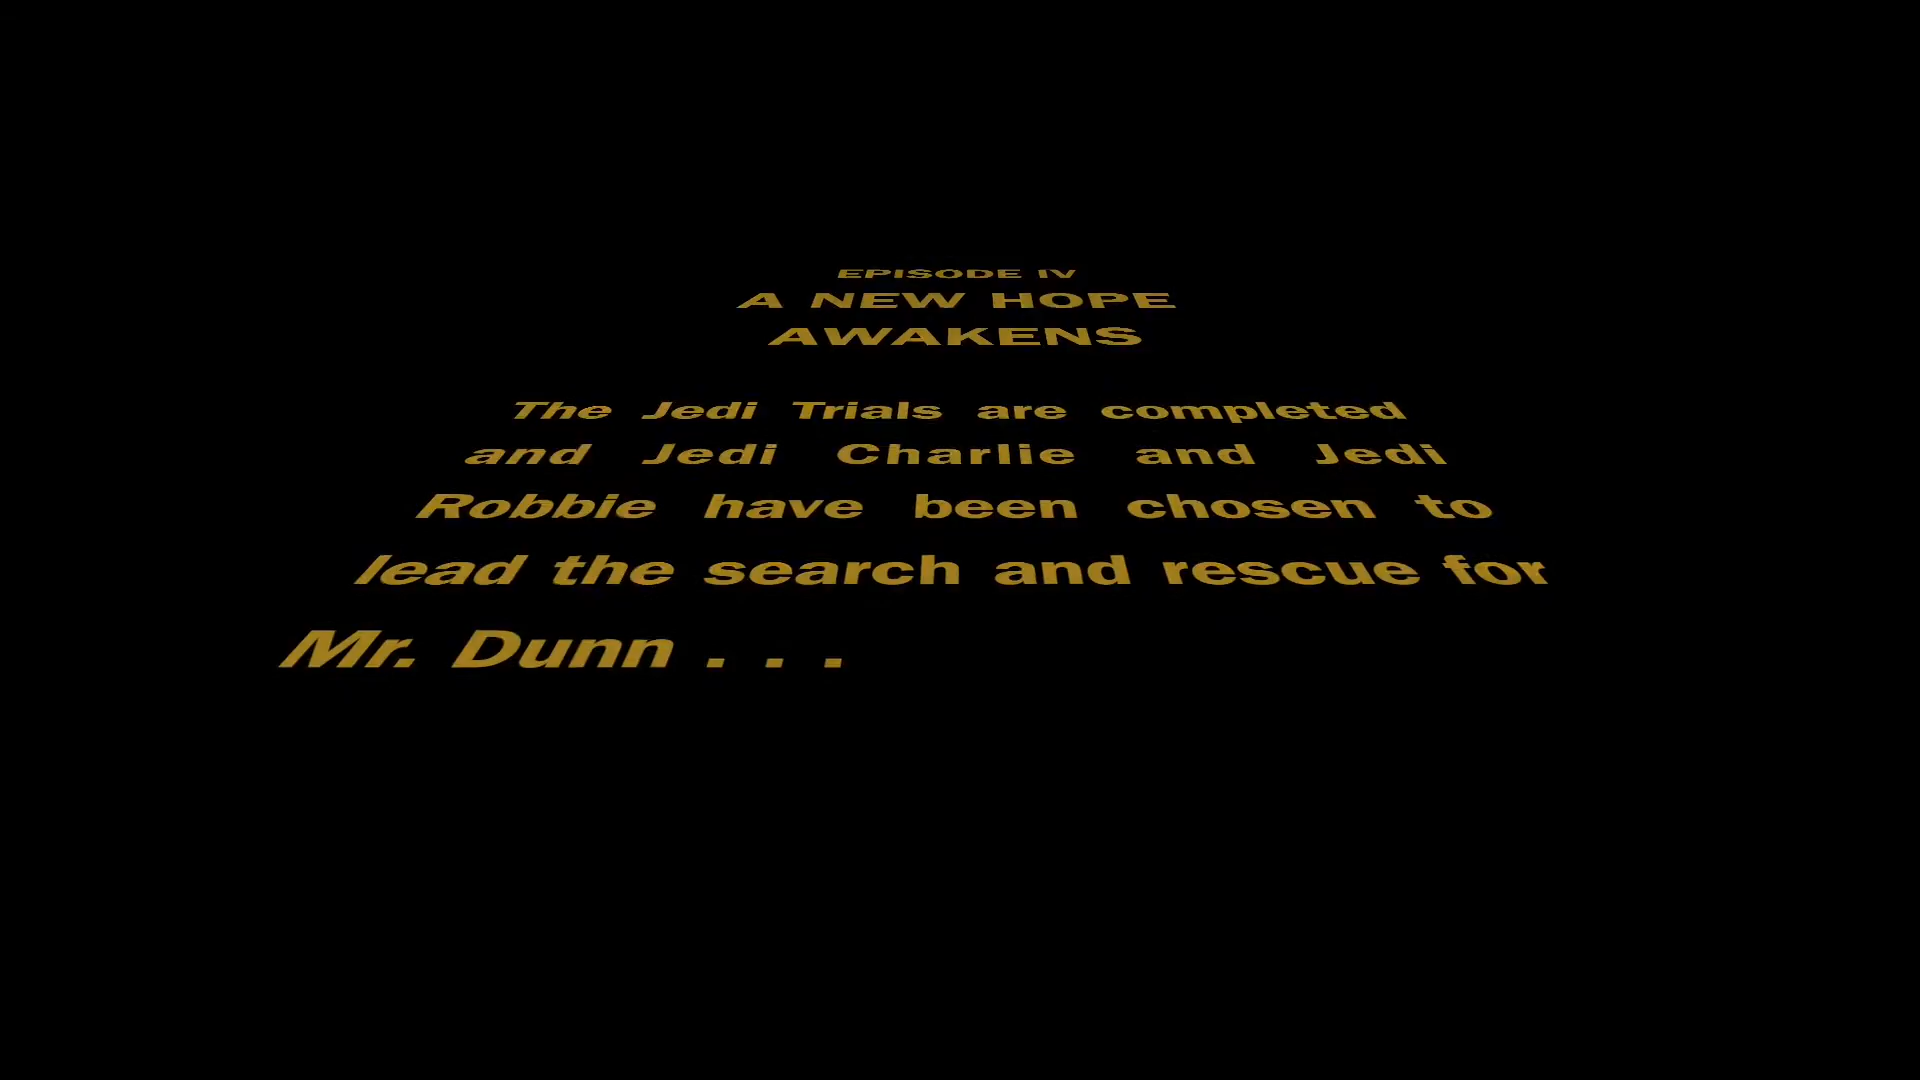 EPISODE IV
A NEW HOPE
AWAKENS
The Jedi Trials are completed
and Jedi Charlie and Jedi
Robbie have been chosen to
lead the search and rescue for
Mr. Dunn . . .